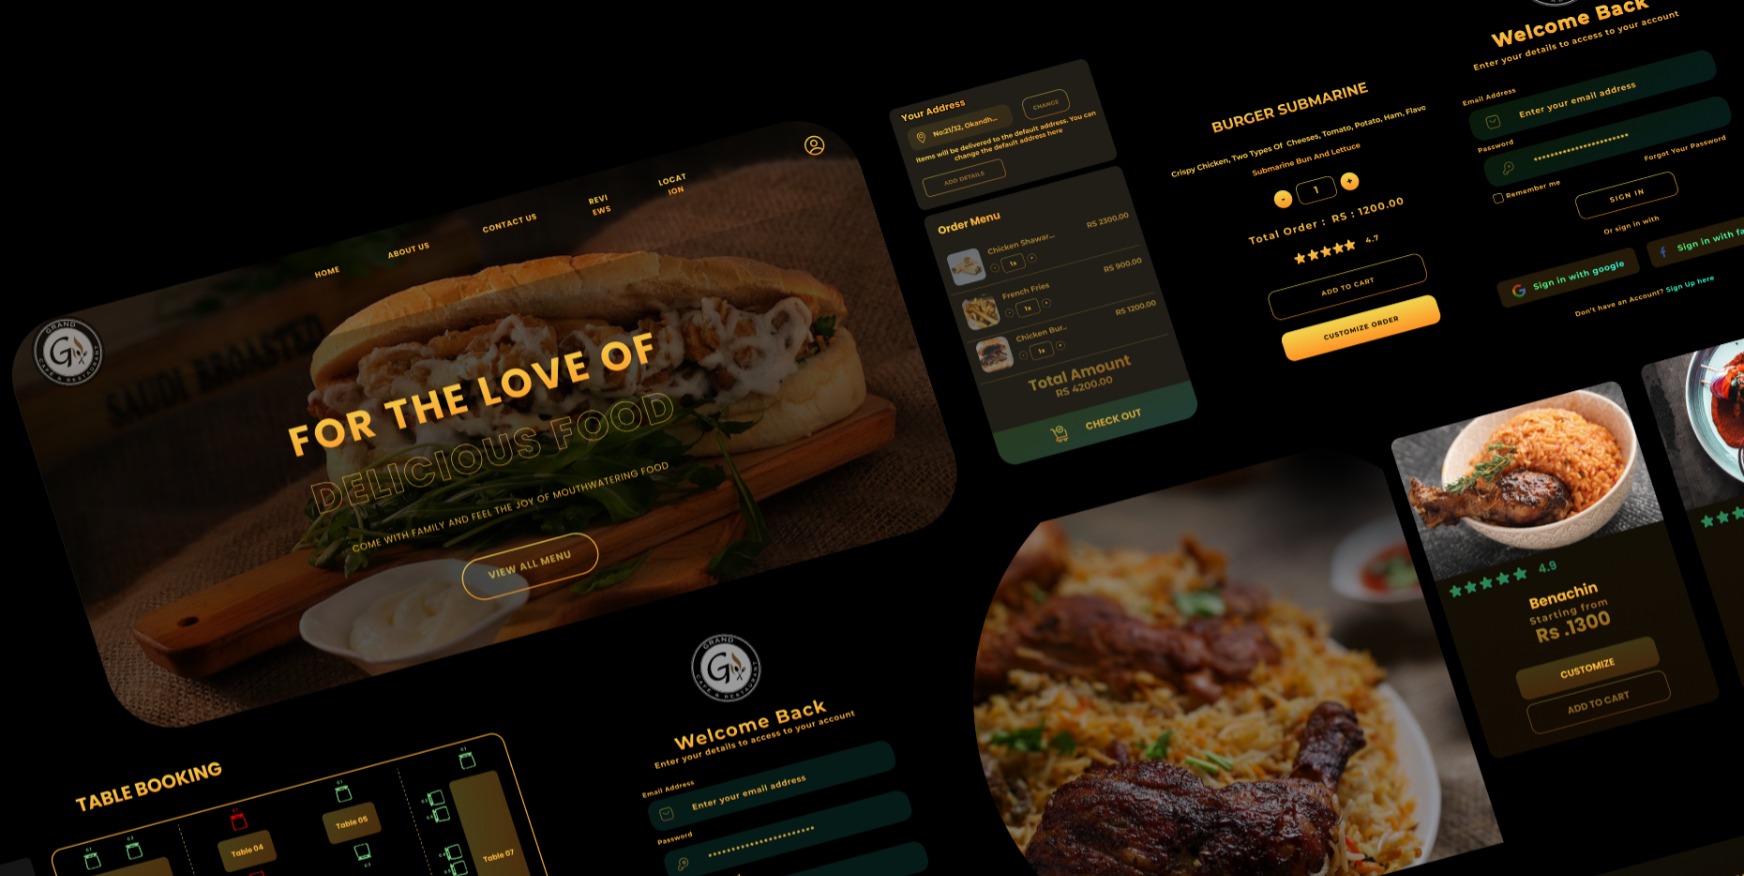 HOME
ABOUT US
CONTACT US
REVI
EWS
LOCAT
ION
GRAND
G
CAFE & RESTAURENT
SAUDI BROASTED
FOR THE LOVE OF
DELICIOUS FOOD
COME WITH FAMILY AND FEEL THE JOY OF MOUTHWATERING FOOD
VIEW ALL MENU
Your Address
No:21/32, Okandh...
CHANGE
Items will be delivered to the default address. You can
change the default address here
ADD DETAILS
Order Menu
Chicken Shawar...
RS 2300.00
1x
French Fries
RS 900.00
1x
Chicken Bur..
RS 1200.00
1x
Total Amount
RS 4200.00
CHECK OUT
BURGER SUBMARINE
Crispy Chicken, Two Types Of Cheeses, Tomato, Potato, Ham, Flavo
Submarine Bun And Lettuce
- 1 +
Total Order : RS : 1200.00
4.7
ADD TO CART
CUSTOMIZE ORDER
Welcome Back
Enter your details to access to your account
Email Address
Enter your email address
Password
Forgot Your Password
Remember me
SIGN IN
Or sign in with
Sign in with google
Sign in with fa
Don't have an Account? Sign Up here
4.9
Benachin
Starting from
Rs .1300
CUSTOMIZE
ADD TO CART
TABLE BOOKING
Table 04
Table 05
Table 07
GRAND
G
CAFE & RESTAURENT
Welcome Back
Enter your details to access to your account
Email Address
Enter your email address
Password